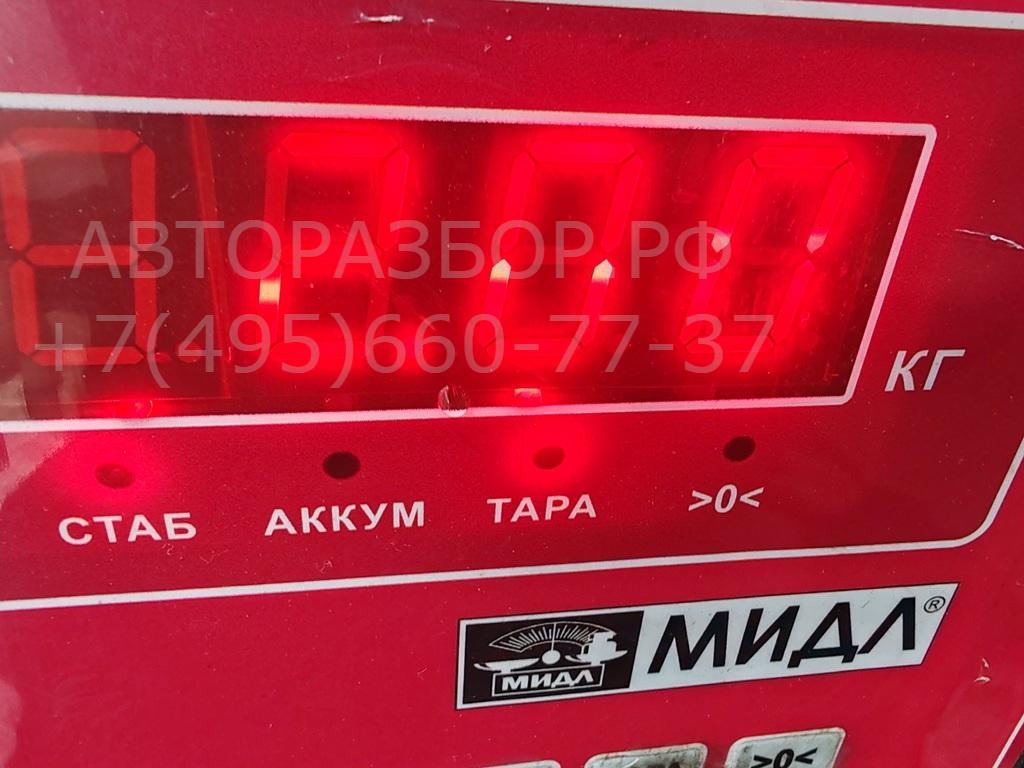 АВТОРАЗБОР.РФ
+7(495)660-77-37
КГ
СТАБ АККУМ ТАРА >0<
МИДЛ МИДЛ®
>0<